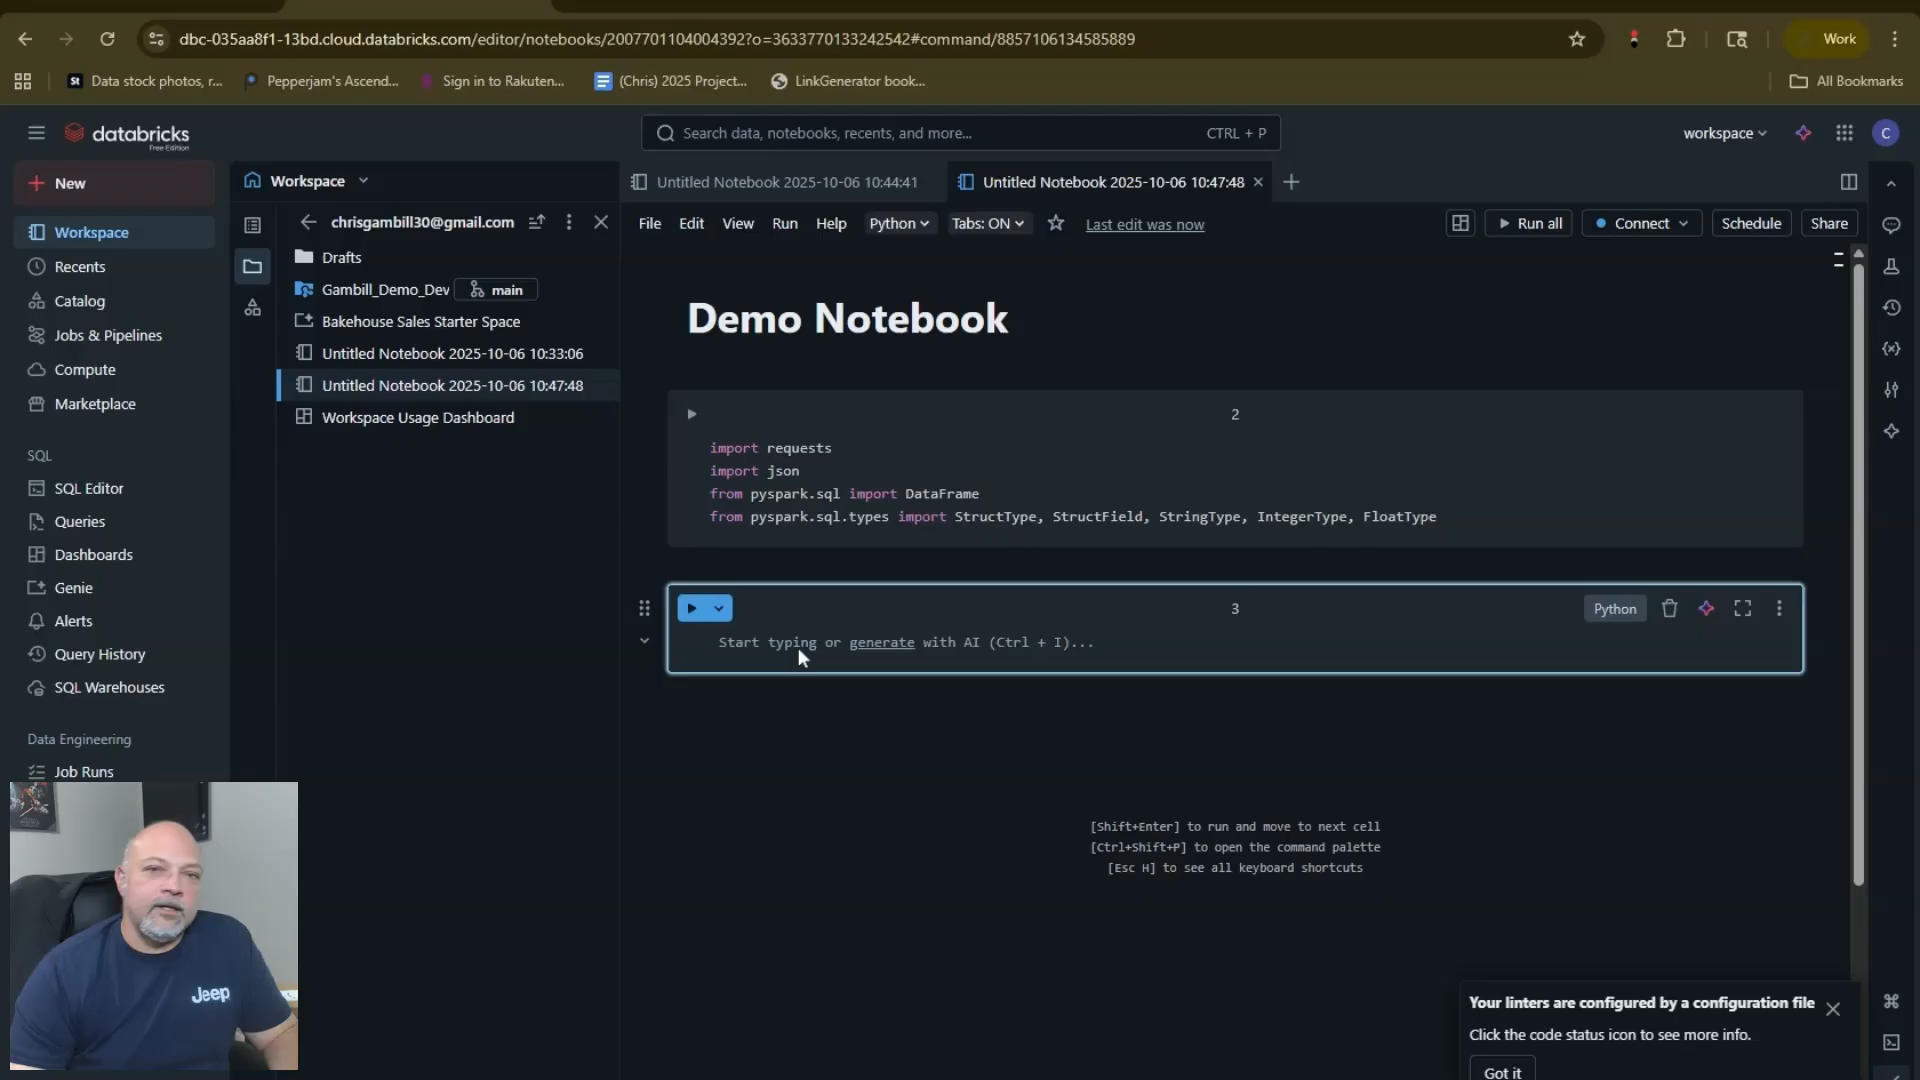 dbc-035aa8f1-13bd.cloud.databricks.com/editor/notebooks/2007701104004392?o=3633770133242542#command/8857106134585889
Work
St Data stock photos, r...
Pepperjam's Ascend...
Sign in to Rakuten...
(Chris) 2025 Project...
LinkGenerator book...
All Bookmarks
databricks
Free Edition
Search data, notebooks, recents, and more...
CTRL + P
workspace
C
New
Workspace
Recents
Catalog
Jobs & Pipelines
Compute
Marketplace
SQL
SQL Editor
Queries
Dashboards
Genie
Alerts
Query History
SQL Warehouses
Data Engineering
Job Runs
Workspace
chrisgambill30@gmail.com
Drafts
Gambill_Demo_Dev main
Bakehouse Sales Starter Space
Untitled Notebook 2025-10-06 10:33:06
Untitled Notebook 2025-10-06 10:47:48
Workspace Usage Dashboard
Untitled Notebook 2025-10-06 10:44:41
Untitled Notebook 2025-10-06 10:47:48
File Edit View Run Help Python Tabs: ON Last edit was now
Run all
Connect
Schedule
Share
Demo Notebook
2
import requests
import json
from pyspark.sql import DataFrame
from pyspark.sql.types import StructType, StructField, StringType, IntegerType, FloatType
3
Python
Start typing or generate with AI (Ctrl + I)...
[Shift+Enter] to run and move to next cell
[Ctrl+Shift+P] to open the command palette
[Esc H] to see all keyboard shortcuts
Your linters are configured by a configuration file
Click the code status icon to see more info.
Got it
Jeep